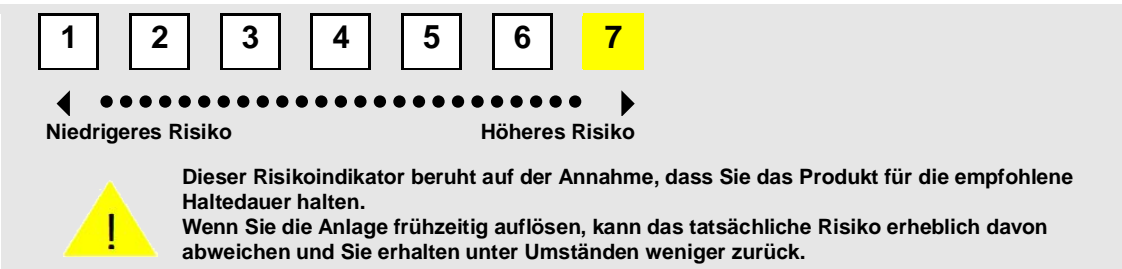 1 2 3 4 5 6 7
Niedrigeres Risiko Höheres Risiko
Dieser Risikoindikator beruht auf der Annahme, dass Sie das Produkt für die empfohlene
Haltedauer halten.
Wenn Sie die Anlage frühzeitig auflösen, kann das tatsächliche Risiko erheblich davon
abweichen und Sie erhalten unter Umständen weniger zurück.
!